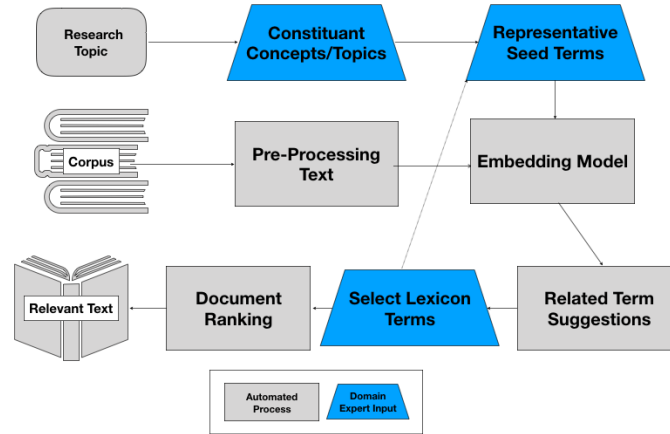 Research
Topic
Constituant
Concepts/Topics
Representative
Seed Terms
Corpus
Pre-Processing
Text
Embedding Model
Relevant Text
Document
Ranking
Select Lexicon
Terms
Related Term
Suggestions
Automated
Process
Domain
Expert Input